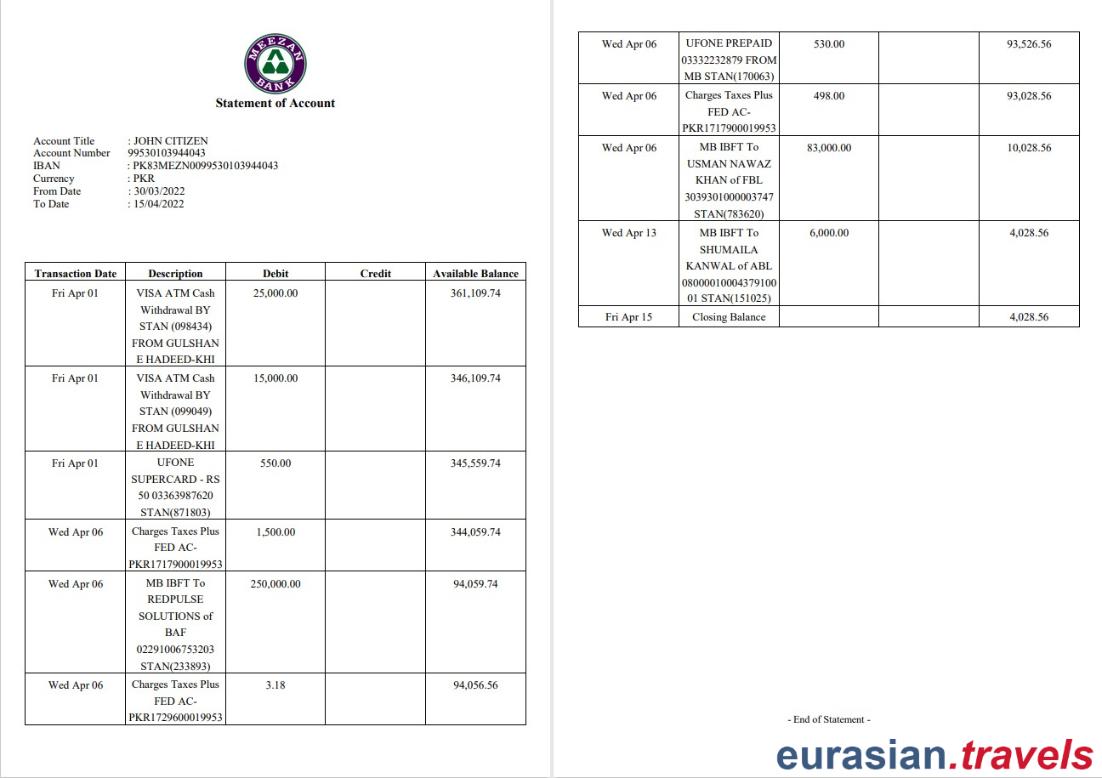 MEEZAN
BANK
Statement of Account
Account Title : JOHN CITIZEN
Account Number 99530103944043
IBAN : PK83MEZN0099530103944043
Currency : PKR
From Date : 30/03/2022
To Date : 15/04/2022
Transaction Date Description Debit Credit Available Balance
Fri Apr 01 VISA ATM Cash 25,000.00 361,109.74
Withdrawal BY
STAN (098434)
FROM GULSHAN
E HADEED-KHI
Fri Apr 01 VISA ATM Cash 15,000.00 346,109.74
Withdrawal BY
STAN (099049)
FROM GULSHAN
E HADEED-KHI
Fri Apr 01 UFONE 550.00 345,559.74
SUPERCARD - RS
50 03363987620
STAN(871803)
Wed Apr 06 Charges Taxes Plus 1,500.00 344,059.74
FED AC-
PKR1717900019953
Wed Apr 06 MB IBFT To 250,000.00 94,059.74
REDPULSE
SOLUTIONS of
BAF
02291006753203
STAN(233893)
Wed Apr 06 Charges Taxes Plus 3.18 94,056.56
FED AC-
PKR1729600019953
Wed Apr 06 UFONE PREPAID 530.00 93,526.56
03332232879 FROM
MB STAN(170063)
Wed Apr 06 Charges Taxes Plus 498.00 93,028.56
FED AC-
PKR1717900019953
Wed Apr 06 MB IBFT To 83,000.00 10,028.56
USMAN NAWAZ
KHAN of FBL
3039301000003747
STAN(783620)
Wed Apr 13 MB IBFT To 6,000.00 4,028.56
SHUMAILA
KANWAL of ABL
08000010004379100
01 STAN(151025)
Fri Apr 15 Closing Balance 4,028.56
- End of Statement -
eurasian.travels